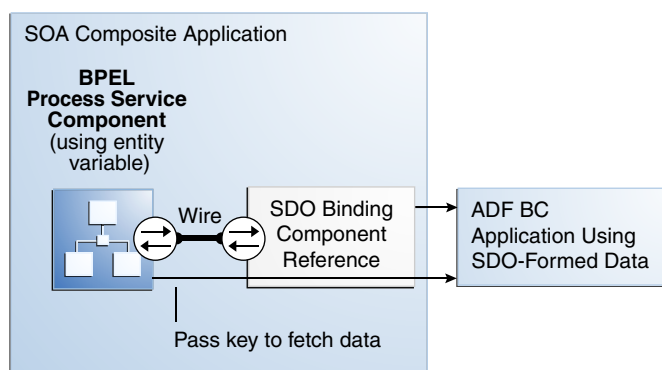 SOA Composite Application
BPEL
Process Service
Component
(using entity
variable)
Wire
SDO Binding
Component
Reference
ADF BC
Application Using
SDO-Formed Data
Pass key to fetch data